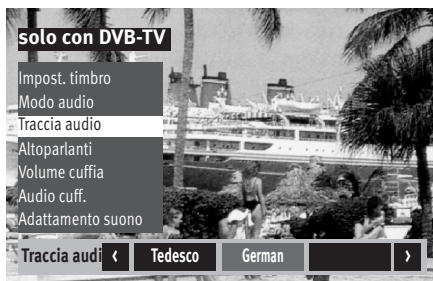 solo con DVB-TV
Impost. timbro
Modo audio
Traccia audio
Altoparlanti
Volume cuffia
Audio cuff.
Adattamento suono
Traccia audi ‹ Tedesco German ›